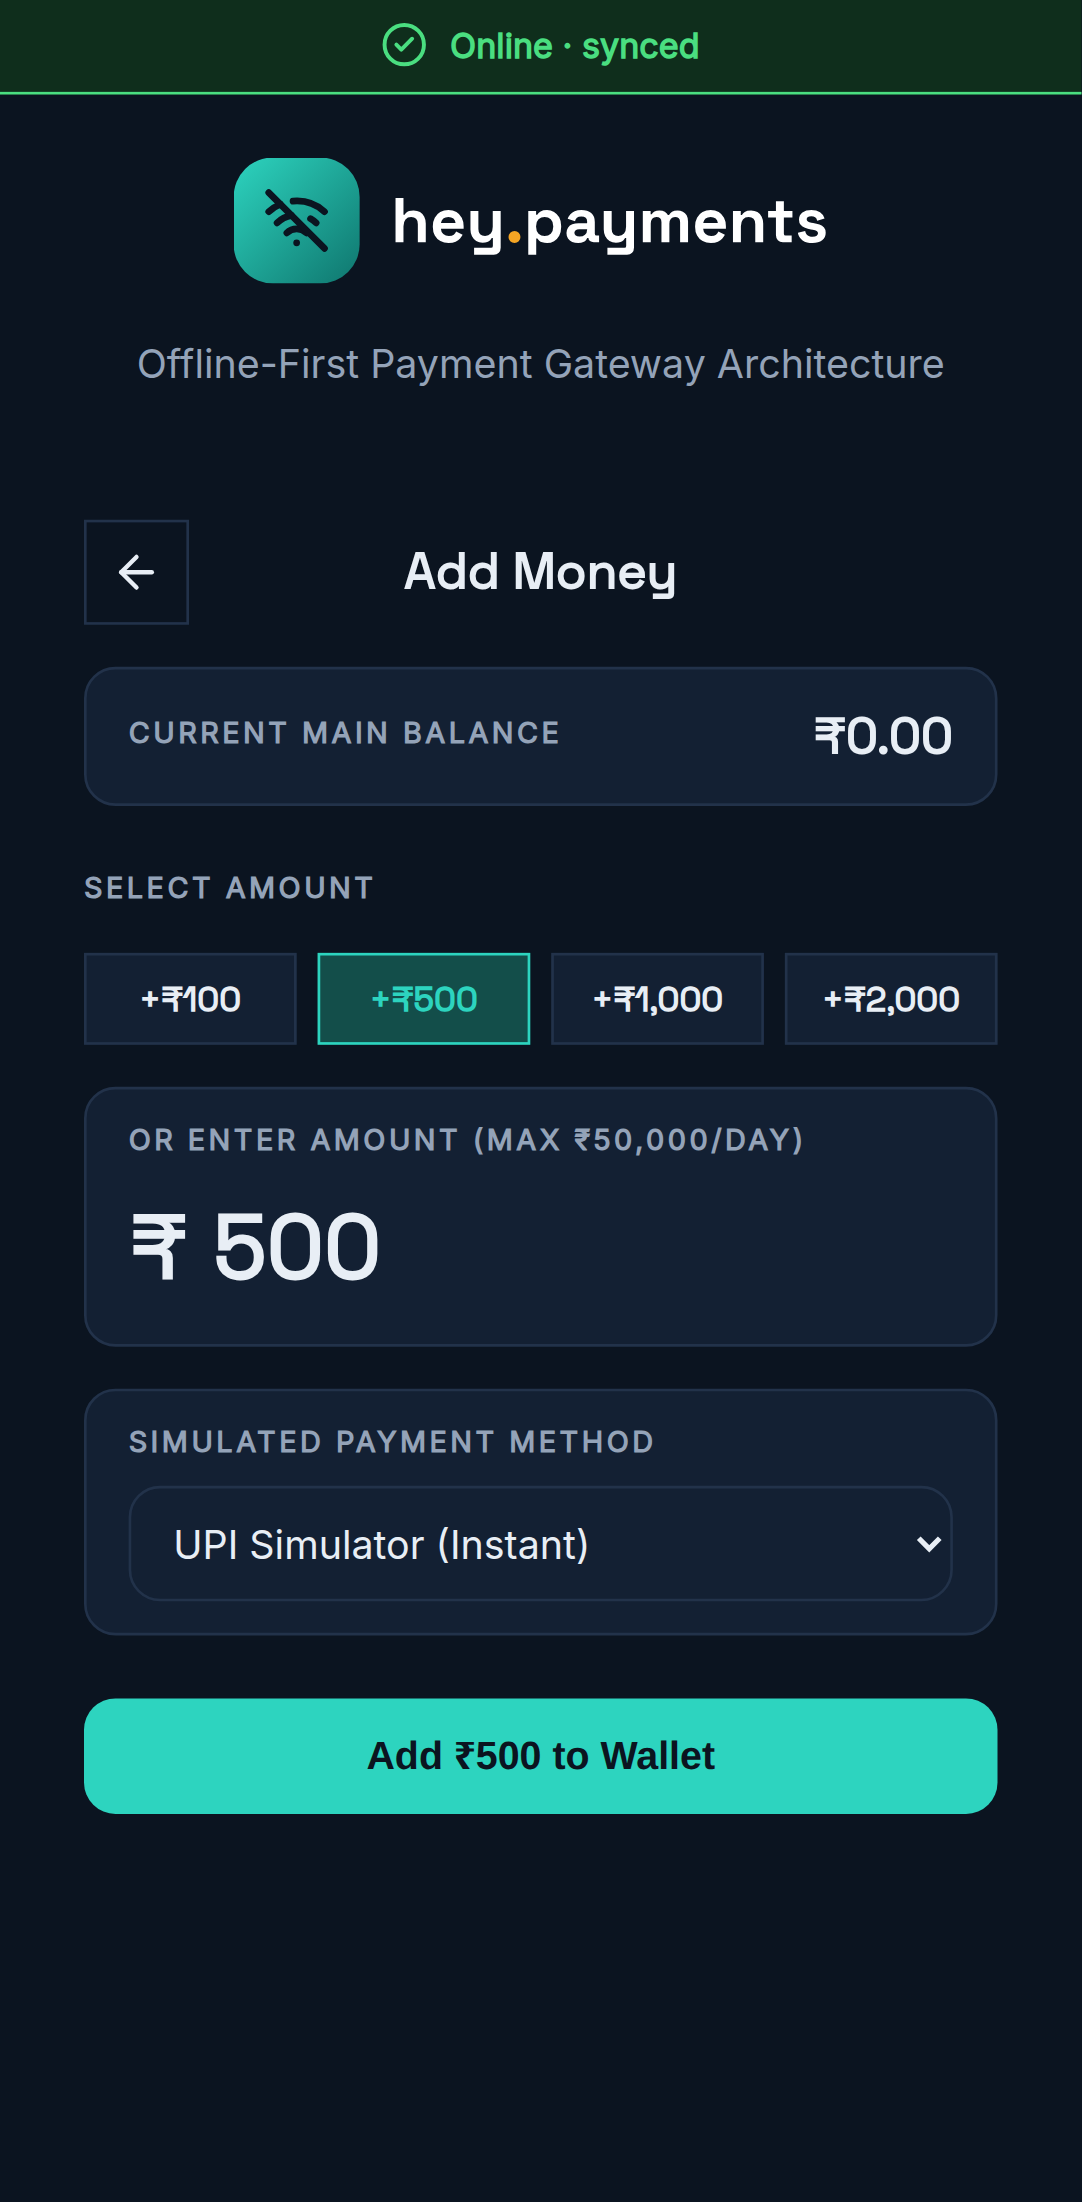 Online · synced
hey.payments
Offline-First Payment Gateway Architecture
Add Money
CURRENT MAIN BALANCE ₹0.00
SELECT AMOUNT
+₹100 +₹500 +₹1,000 +₹2,000
OR ENTER AMOUNT (MAX ₹50,000/DAY)
₹ 500
SIMULATED PAYMENT METHOD
UPI Simulator (Instant)
Add ₹500 to Wallet